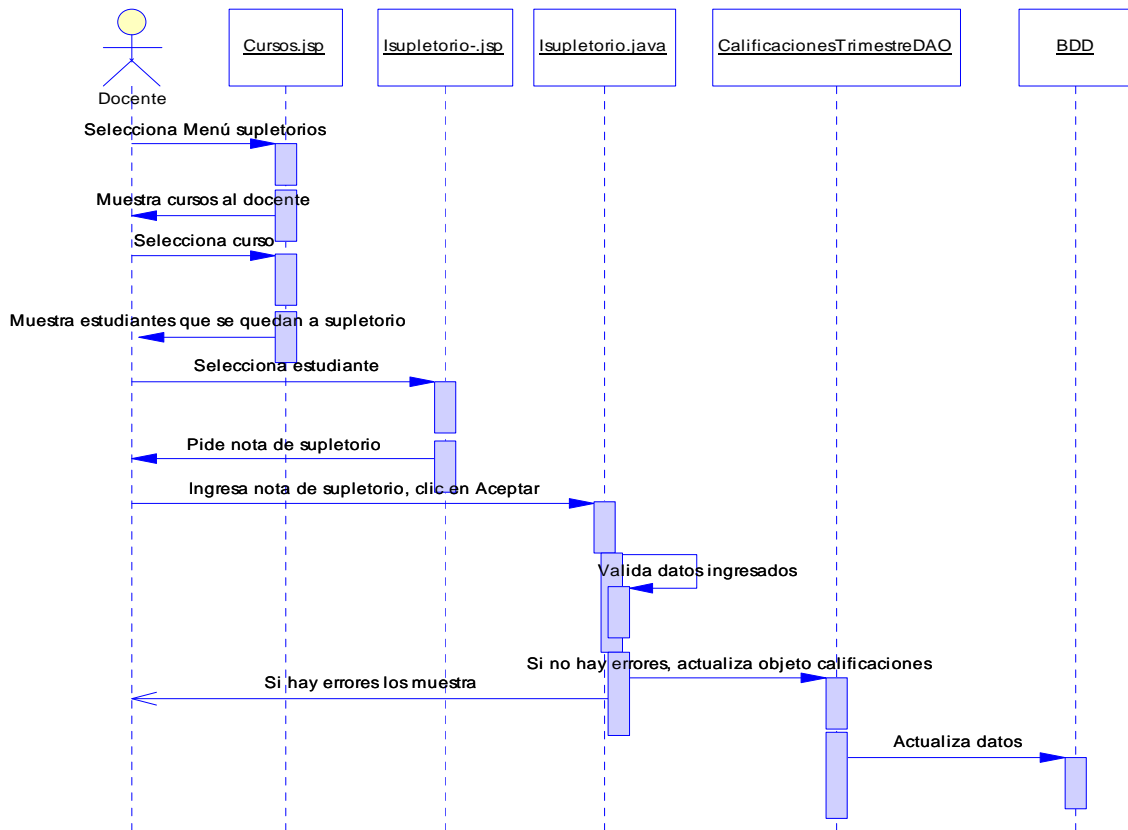 Cursos.jsp
Isupletorio-.jsp
Isupletorio.java
CalificacionesTrimestreDAO
BDD
Docente
Selecciona Menú supletorios
Muestra cursos al docente
Selecciona curso
Muestra estudiantes que se quedan a supletorio
Selecciona estudiante
Pide nota de supletorio
Ingresa nota de supletorio, clic en Aceptar
Valida datos ingresados
Si no hay errores, actualiza objeto calificaciones
Si hay errores los muestra
Actualiza datos